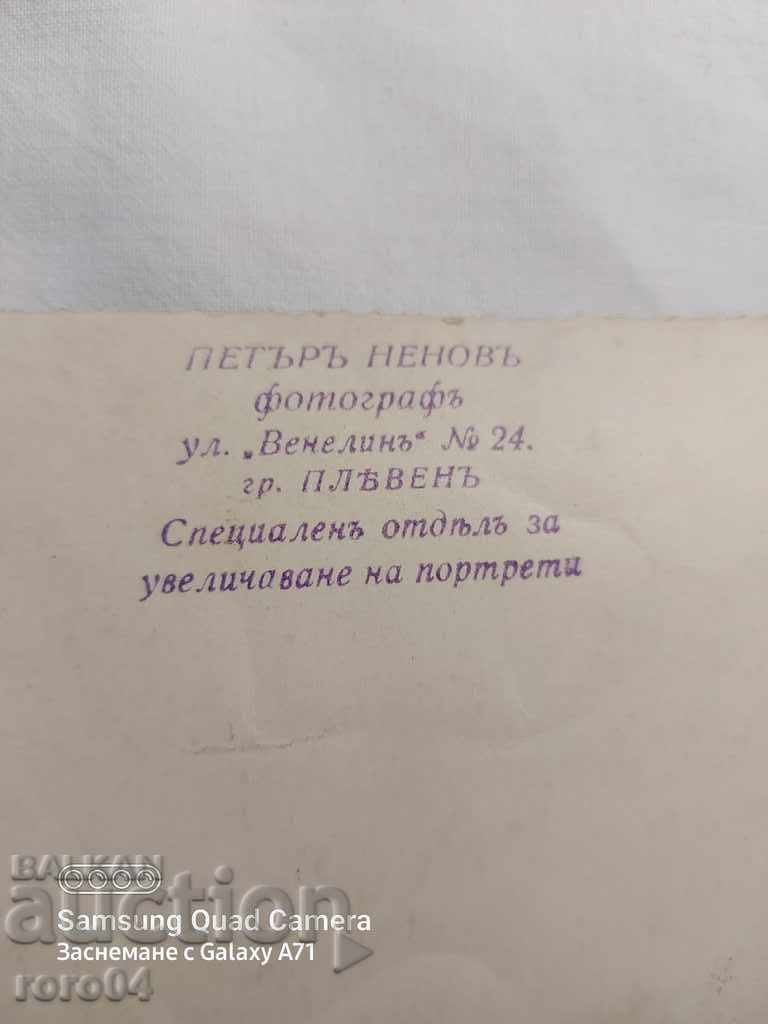 ПЕТЪРЪ НЕНОВЪ
фотографъ
ул. „Венелинъ“ № 24.
гр. ПЛѢВЕНЪ
Специаленъ отдѣлъ за
увеличаване на портрети
BALKAN
auction
Samsung Quad Camera
Заснемане с Galaxy A71
roro04